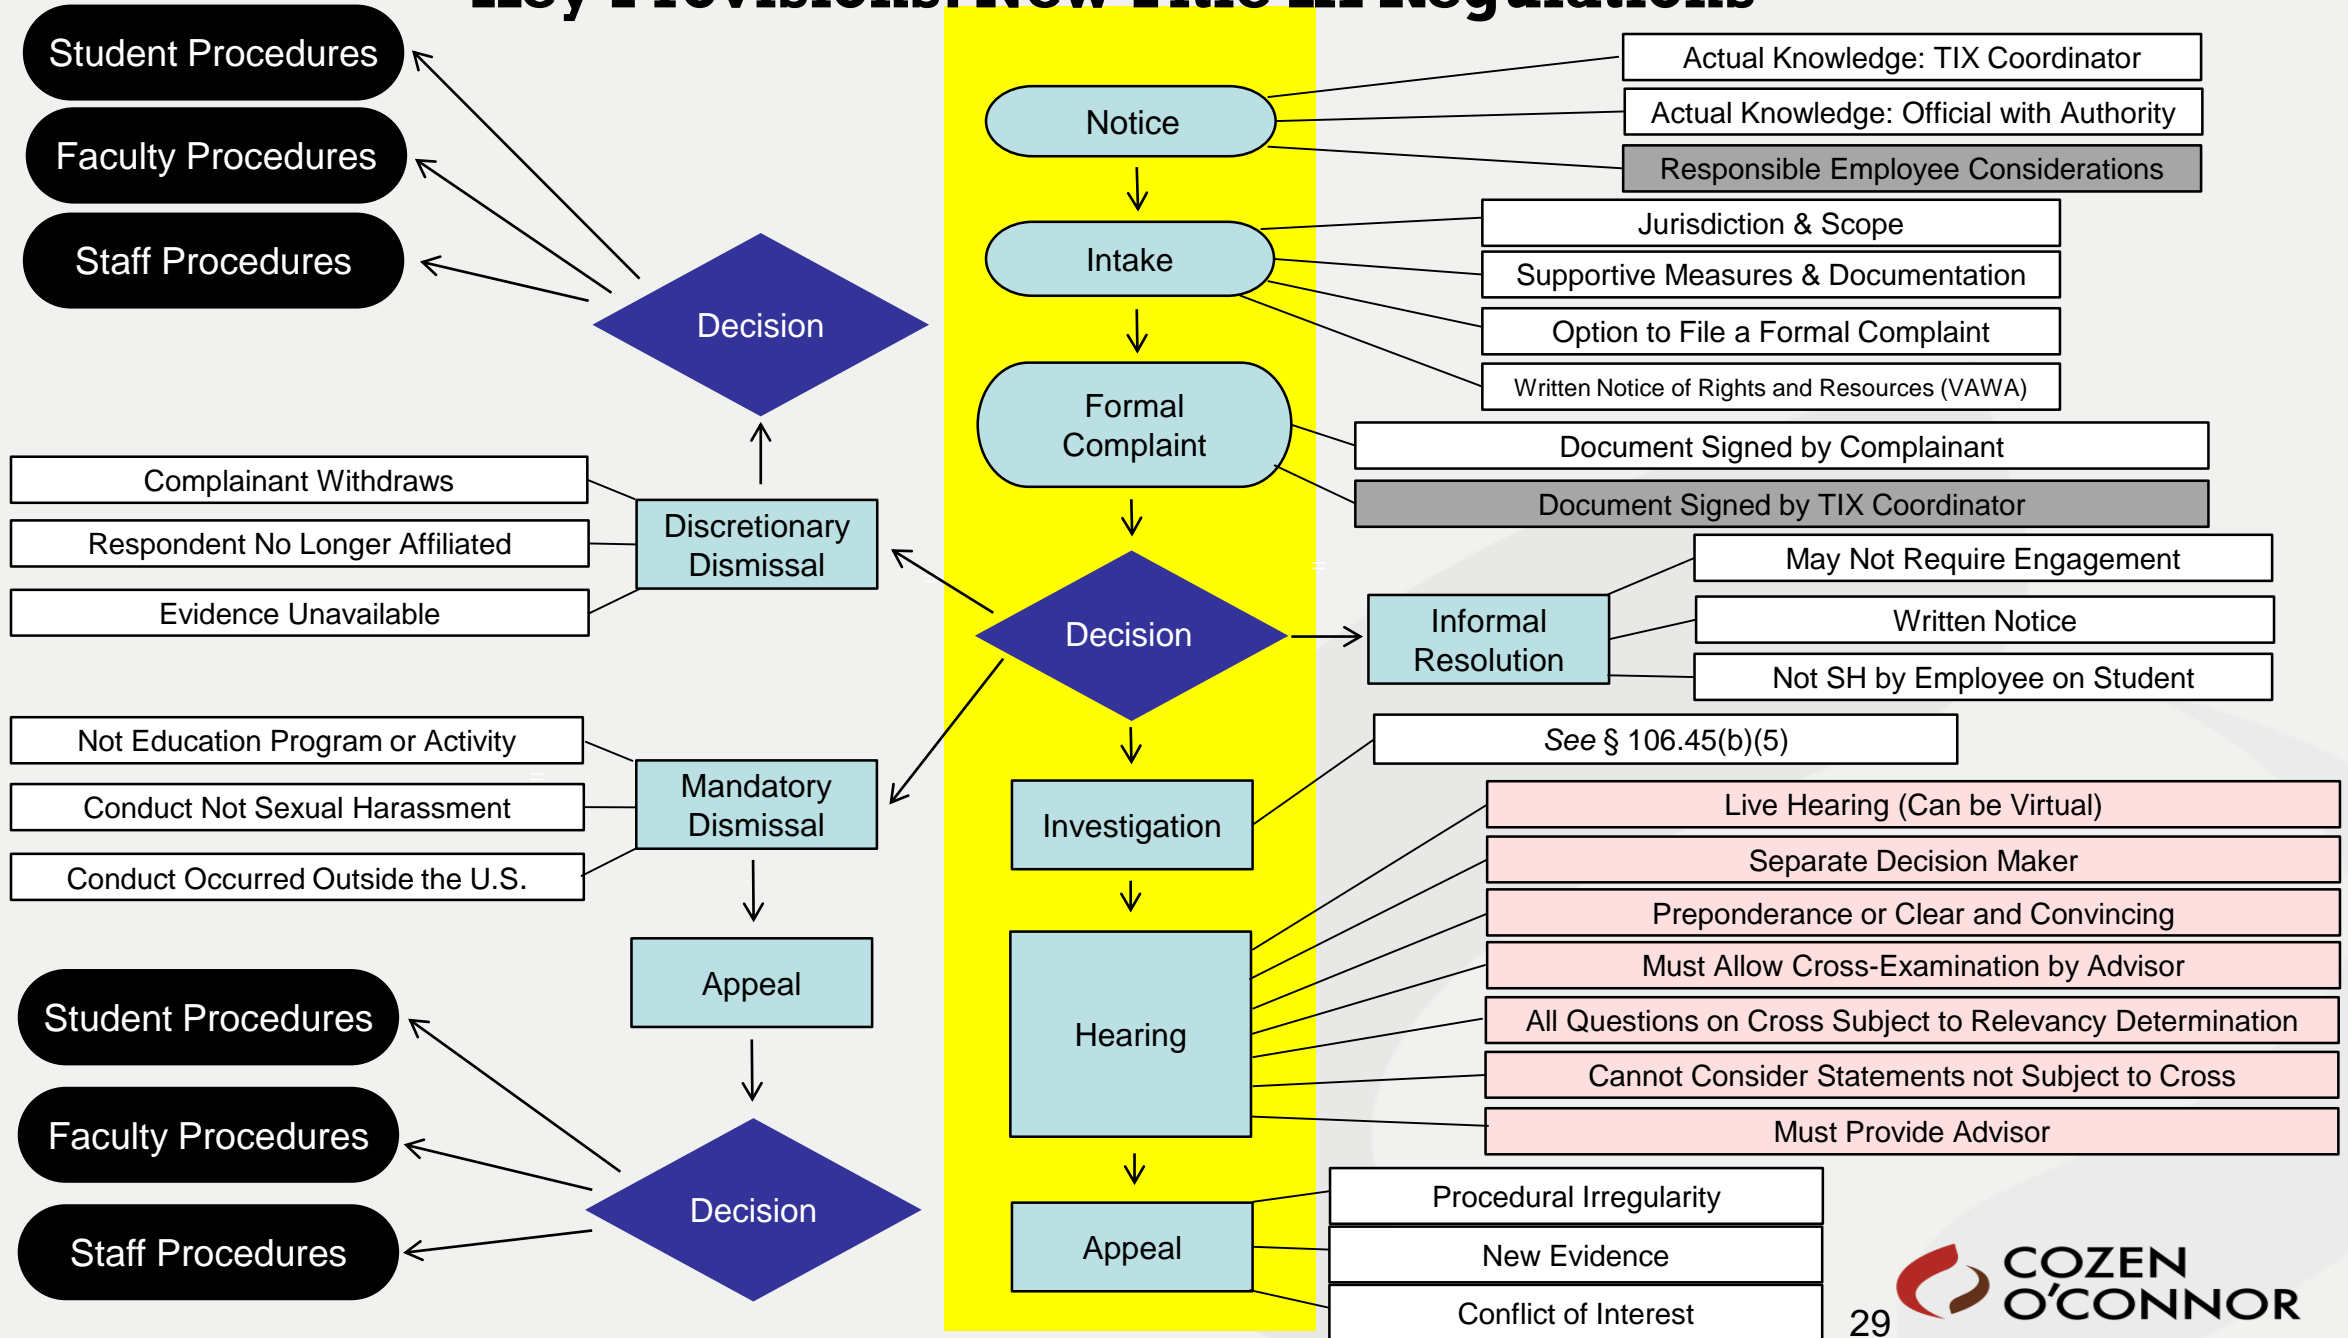 Key Provisions: New Title IX Regulations
Student Procedures
Faculty Procedures
Staff Procedures
Decision
Notice
Actual Knowledge: TIX Coordinator
Actual Knowledge: Official with Authority
Responsible Employee Considerations
Intake
Jurisdiction & Scope
Supportive Measures & Documentation
Option to File a Formal Complaint
Written Notice of Rights and Resources (VAWA)
Formal
Complaint
Document Signed by Complainant
Document Signed by TIX Coordinator
Complainant Withdraws
Respondent No Longer Affiliated
Evidence Unavailable
Discretionary
Dismissal
Decision
Informal
Resolution
May Not Require Engagement
Written Notice
Not SH by Employee on Student
Not Education Program or Activity
Conduct Not Sexual Harassment
Conduct Occurred Outside the U.S.
Mandatory
Dismissal
Investigation
See § 106.45(b)(5)
Appeal
Hearing
Live Hearing (Can be Virtual)
Separate Decision Maker
Preponderance or Clear and Convincing
Must Allow Cross-Examination by Advisor
All Questions on Cross Subject to Relevancy Determination
Cannot Consider Statements not Subject to Cross
Must Provide Advisor
Student Procedures
Faculty Procedures
Staff Procedures
Decision
Appeal
Procedural Irregularity
New Evidence
Conflict of Interest
29
COZEN
O'CONNOR